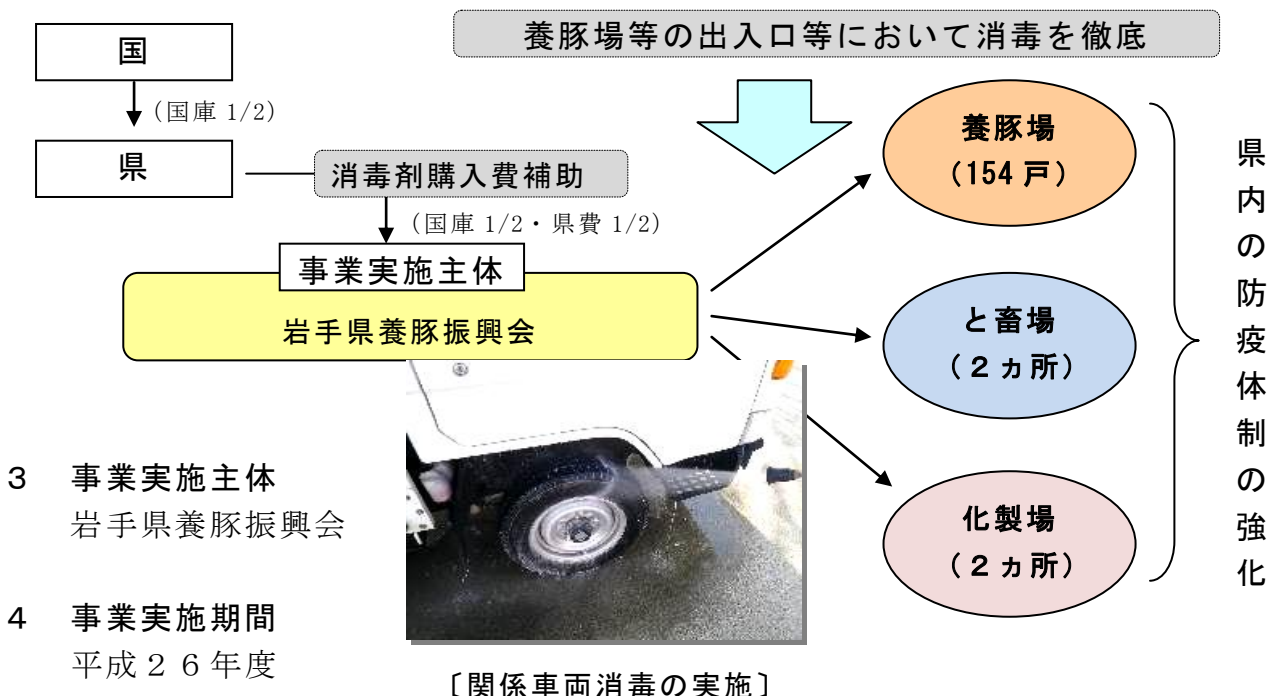 国
養豚場等の出入口等において消毒を徹底
(国庫 1/2)
県
消毒剤購入費補助
(国庫 1/2・県費 1/2)
事業実施主体
岩手県養豚振興会
養豚場
(154 戸)
と畜場
(２ヵ所)
化製場
(２ヵ所)
県内の防疫体制の強化
3 事業実施主体
岩手県養豚振興会
4 事業実施期間
平成２６年度
〔関係車両消毒の実施〕